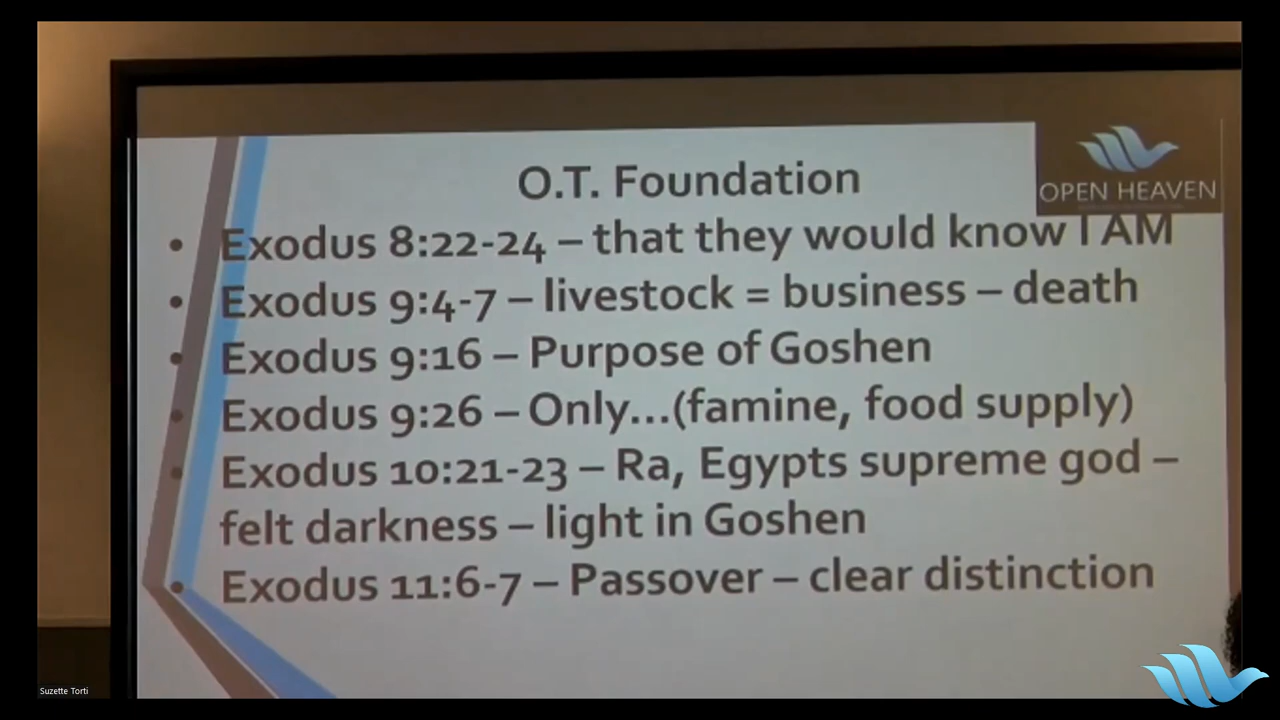 O.T. Foundation
OPEN HEAVEN
• Exodus 8:22-24 – that they would know I AM
• Exodus 9:4-7 – livestock = business – death
• Exodus 9:16 – Purpose of Goshen
• Exodus 9:26 – Only...(famine, food supply)
• Exodus 10:21-23 – Ra, Egypts supreme god –
felt darkness – light in Goshen
• Exodus 11:6-7 – Passover – clear distinction
Suzette Torti